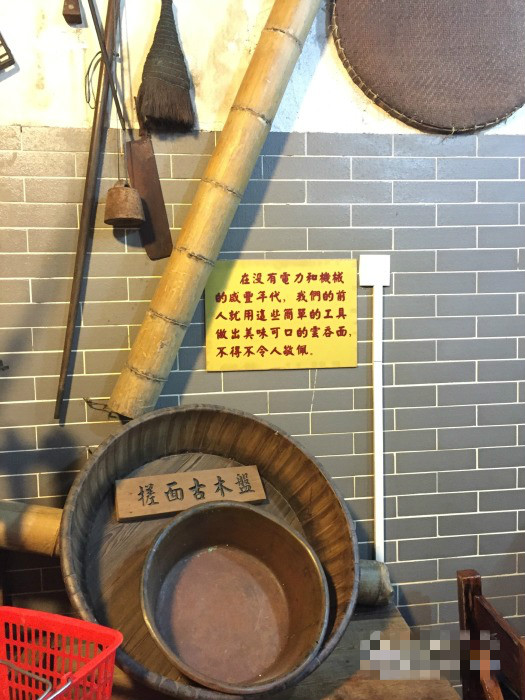 在没有電力和機械
的咸豐年代，我們的前
人就用這些簡單的工具
做出美味可口的雲吞面，
不得不令人敬佩。
搓面古木盤